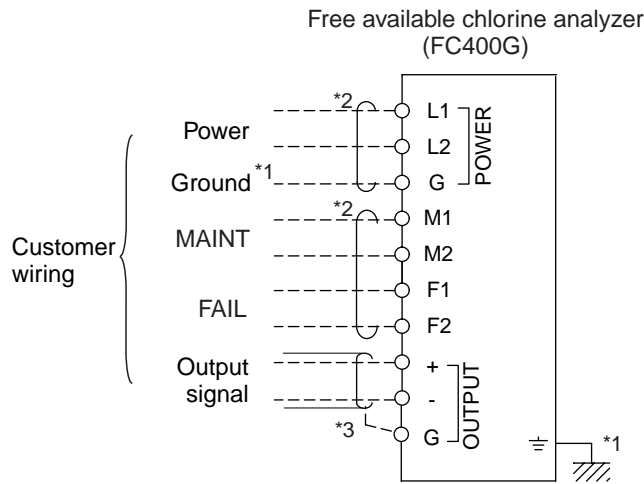 Free available chlorine analyzer
(FC400G)
*2
L1
Power
L2
POWER
Ground *1
G
*2
M1
MAINT
M2
Customer
wiring
F1
FAIL
F2
Output
signal
+
-
OUTPUT
*3
G
*1